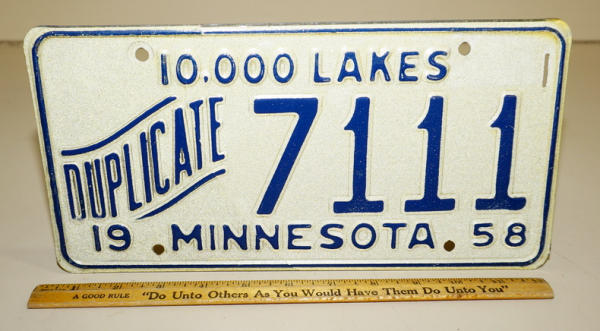 10,000 LAKES
DUPLICATE 7111
19 MINNESOTA 58
A GOOD RULE "Do Unto Others As You Would Have Them Do Unto You"